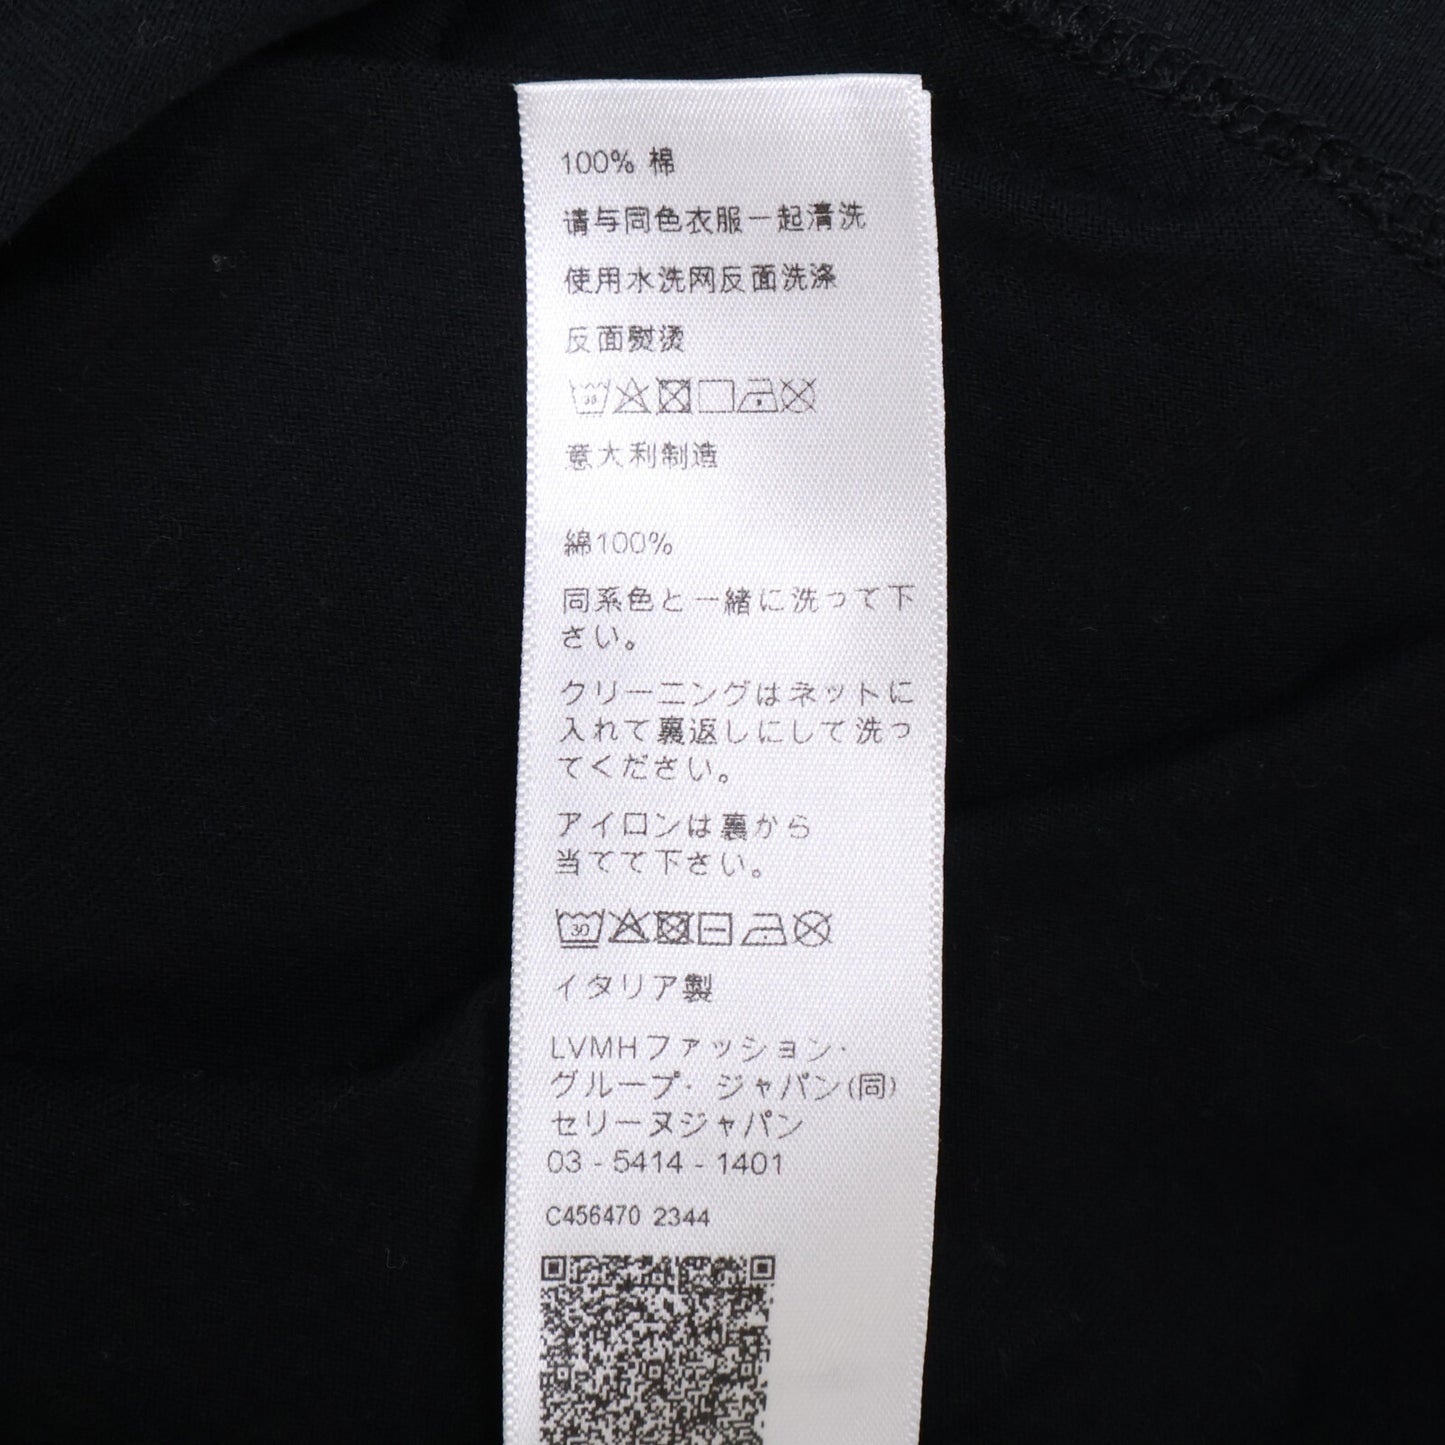 100% 棉
请与同色衣服一起清洗
使用水洗网反面洗涤
反面熨烫
30
意大利制造
綿100%
同系色と一緒に洗って下
さい。
クリーニングはネットに
入れて裏返しにして洗っ
てください。
アイロンは裏から
当てて下さい。
30
イタリア製
LVMHファッション・
グループ・ジャパン(同)
セリーヌジャパン
03 - 5414 - 1401
C456470 2344